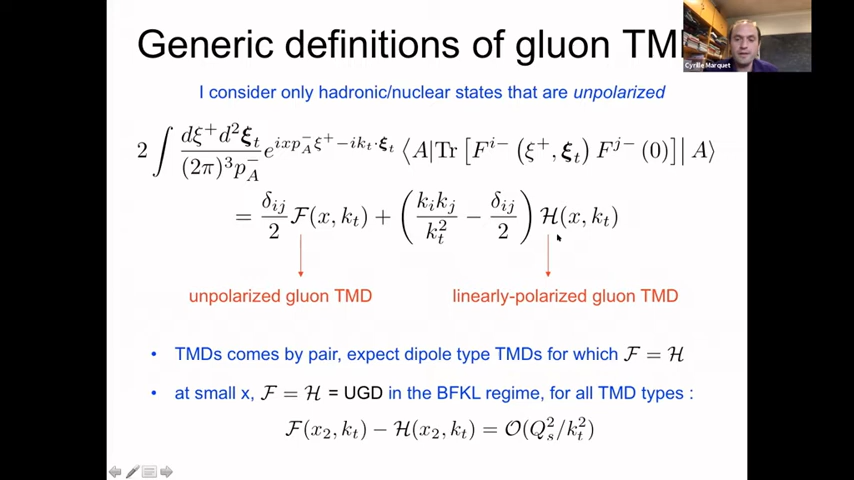 Generic definitions of gluon TM
Cyrille Marquet
I consider only hadronic/nuclear states that are unpolarized
2 ∫ dξ⁺d²ξ_t / (2π)³p_A⁻ e^{ixp_A⁻ξ⁺−ik_t·ξ_t} ⟨A|Tr [F^{i−} (ξ⁺, ξ_t) F^{j−} (0)]| A⟩
= δ_ij / 2 ℱ(x, k_t) + (k_i k_j / k_t² − δ_ij / 2) ℋ(x, k_t)
unpolarized gluon TMD linearly-polarized gluon TMD
• TMDs comes by pair, expect dipole type TMDs for which ℱ = ℋ
• at small x, ℱ = ℋ = UGD in the BFKL regime, for all TMD types :
ℱ(x₂, k_t) − ℋ(x₂, k_t) = 𝒪(Q_s²/k_t²)